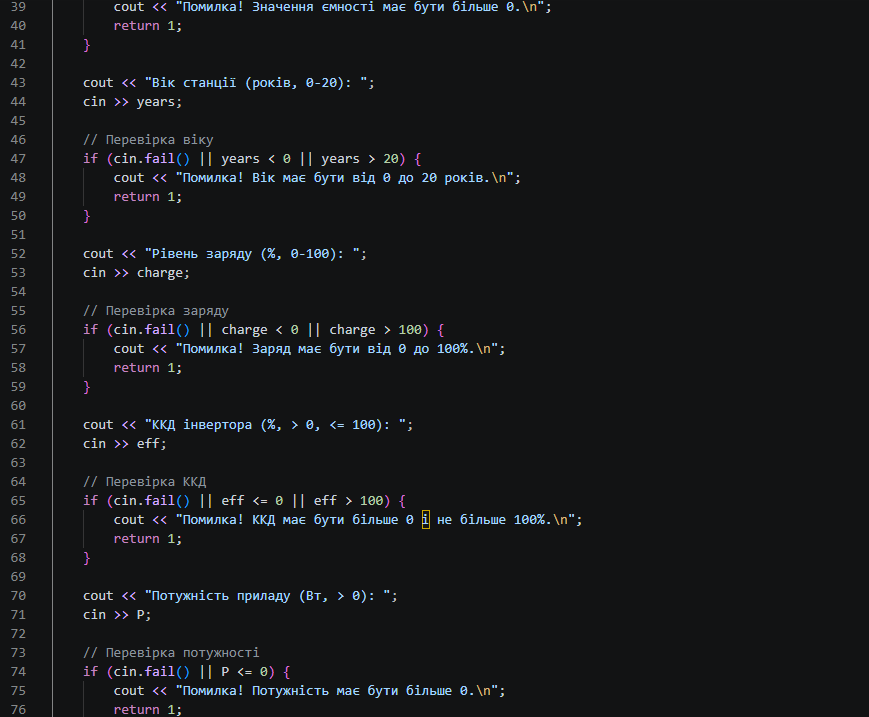 39 cout << "Помилка! Значення ємності має бути більше 0.\n";
40 return 1;
41 }
42
43 cout << "Вік станції (років, 0-20): ";
44 cin >> years;
45
46 // Перевірка віку
47 if (cin.fail() || years < 0 || years > 20) {
48 cout << "Помилка! Вік має бути від 0 до 20 років.\n";
49 return 1;
50 }
51
52 cout << "Рівень заряду (%, 0-100): ";
53 cin >> charge;
54
55 // Перевірка заряду
56 if (cin.fail() || charge < 0 || charge > 100) {
57 cout << "Помилка! Заряд має бути від 0 до 100%.\n";
58 return 1;
59 }
60
61 cout << "ККД інвертора (%, > 0, <= 100): ";
62 cin >> eff;
63
64 // Перевірка ККД
65 if (cin.fail() || eff <= 0 || eff > 100) {
66 cout << "Помилка! ККД має бути більше 0 і не більше 100%.\n";
67 return 1;
68 }
69
70 cout << "Потужність приладу (Вт, > 0): ";
71 cin >> P;
72
73 // Перевірка потужності
74 if (cin.fail() || P <= 0) {
75 cout << "Помилка! Потужність має бути більше 0.\n";
76 return 1;